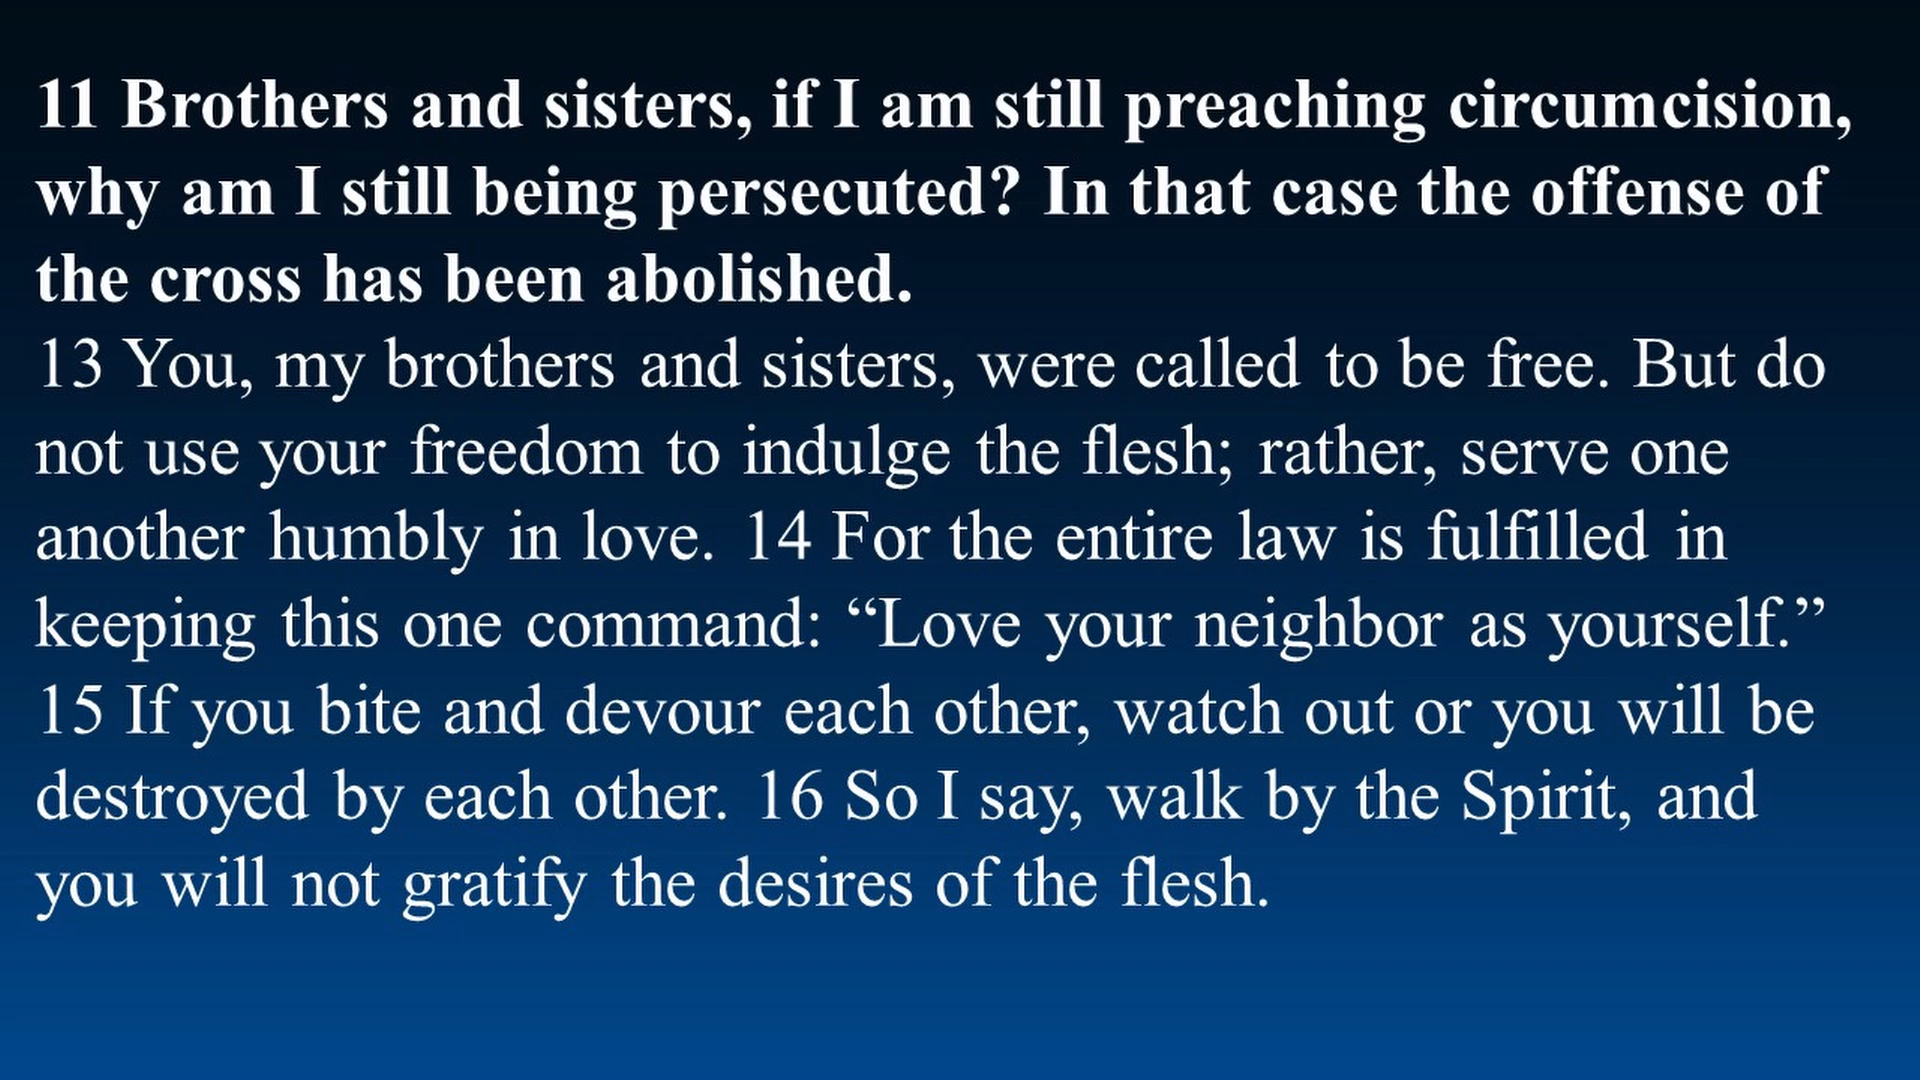 11 Brothers and sisters, if I am still preaching circumcision,
why am I still being persecuted? In that case the offense of
the cross has been abolished.
13 You, my brothers and sisters, were called to be free. But do
not use your freedom to indulge the flesh; rather, serve one
another humbly in love. 14 For the entire law is fulfilled in
keeping this one command: “Love your neighbor as yourself.”
15 If you bite and devour each other, watch out or you will be
destroyed by each other. 16 So I say, walk by the Spirit, and
you will not gratify the desires of the flesh.